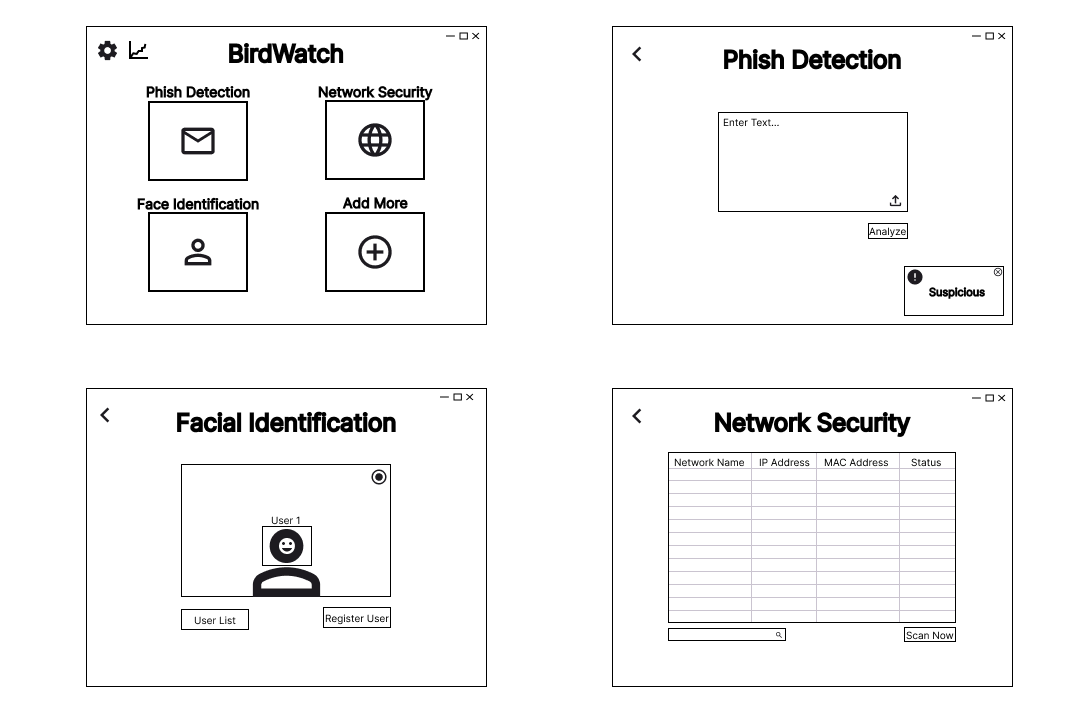 BirdWatch
Phish Detection
Network Security
Face Identification
Add More
Phish Detection
Enter Text...
Analyze
Suspicious
Facial Identification
User 1
User List
Register User
Network Security
Network Name IP Address MAC Address Status
Scan Now